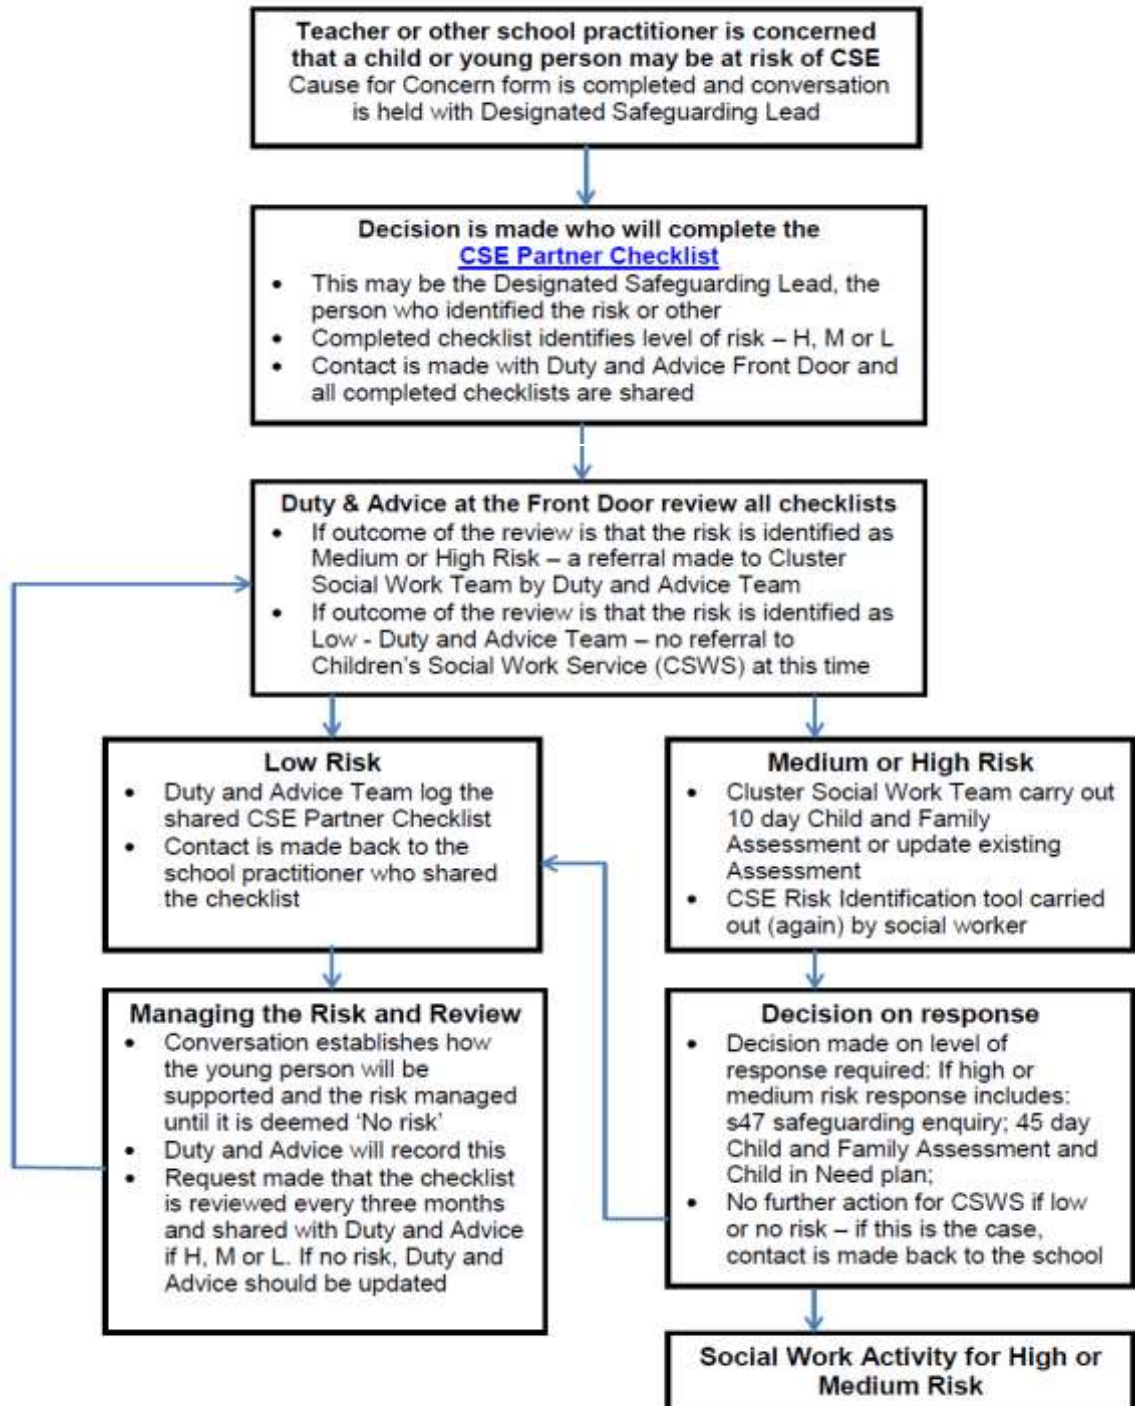 Teacher or other school practitioner is concerned
that a child or young person may be at risk of CSE
Cause for Concern form is completed and conversation
is held with Designated Safeguarding Lead
Decision is made who will complete the
CSE Partner Checklist
• This may be the Designated Safeguarding Lead, the
person who identified the risk or other
• Completed checklist identifies level of risk – H, M or L
• Contact is made with Duty and Advice Front Door and
all completed checklists are shared
Duty & Advice at the Front Door review all checklists
• If outcome of the review is that the risk is identified as
Medium or High Risk – a referral made to Cluster
Social Work Team by Duty and Advice Team
• If outcome of the review is that the risk is identified as
Low - Duty and Advice Team – no referral to
Children's Social Work Service (CSWS) at this time
Low Risk
• Duty and Advice Team log the
shared CSE Partner Checklist
• Contact is made back to the
school practitioner who shared
the checklist
Medium or High Risk
• Cluster Social Work Team carry out
10 day Child and Family
Assessment or update existing
Assessment
• CSE Risk Identification tool carried
out (again) by social worker
Managing the Risk and Review
• Conversation establishes how
the young person will be
supported and the risk managed
until it is deemed 'No risk'
• Duty and Advice will record this
• Request made that the checklist
is reviewed every three months
and shared with Duty and Advice
if H, M or L. If no risk, Duty and
Advice should be updated
Decision on response
• Decision made on level of
response required: If high or
medium risk response includes:
s47 safeguarding enquiry; 45 day
Child and Family Assessment and
Child in Need plan;
• No further action for CSWS if low
or no risk – if this is the case,
contact is made back to the school
Social Work Activity for High or
Medium Risk